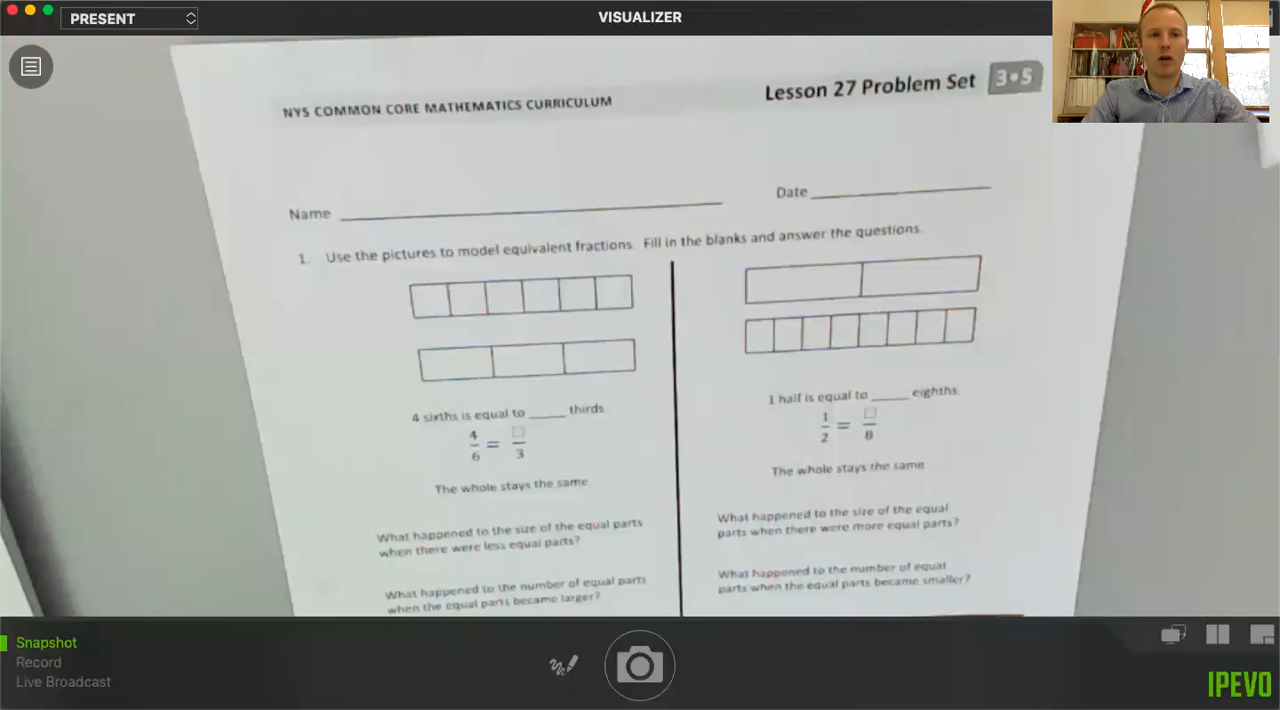 PRESENT
VISUALIZER
NYS COMMON CORE MATHEMATICS CURRICULUM
Lesson 27 Problem Set 3•5
Name
Date
1. Use the pictures to model equivalent fractions. Fill in the blanks and answer the questions.
4 sixths is equal to _____ thirds.
4/6 = □/3
The whole stays the same.
What happened to the size of the equal parts
when there were less equal parts?
What happened to the number of equal parts
when the equal parts became larger?
1 half is equal to _____ eighths.
1/2 = □/8
The whole stays the same
What happened to the size of the equal
parts when there were more equal parts?
What happened to the number of equal
parts when the equal parts became smaller?
Snapshot
Record
Live Broadcast
IPEVO